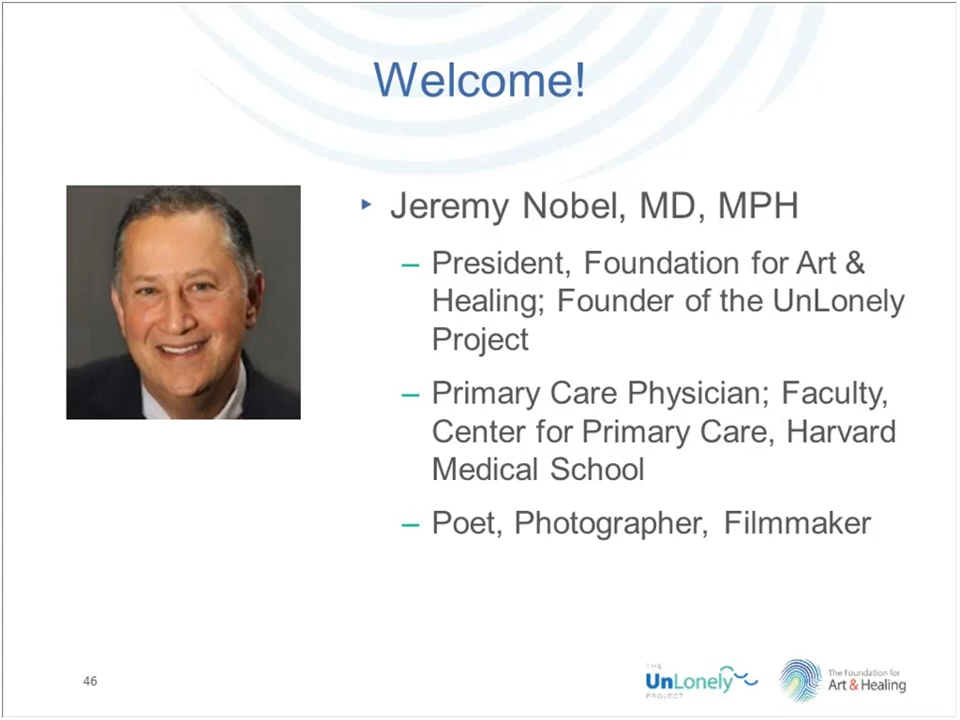 Welcome!
‣ Jeremy Nobel, MD, MPH
– President, Foundation for Art &
Healing; Founder of the UnLonely
Project
– Primary Care Physician; Faculty,
Center for Primary Care, Harvard
Medical School
– Poet, Photographer, Filmmaker
46
THE
UnLonely
PROJECT
The Foundation for
Art & Healing